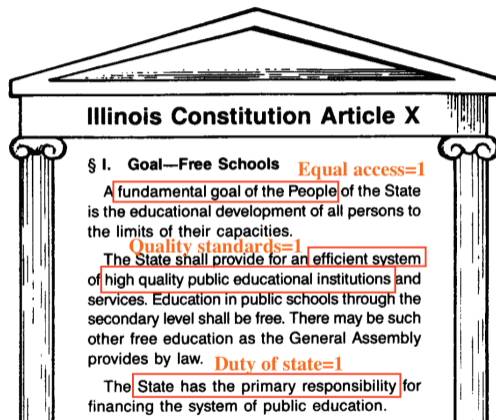 Illinois Constitution Article X
§ I. Goal—Free Schools
Equal access=1
A fundamental goal of the People of the State
is the educational development of all persons to
the limits of their capacities.
Quality standards=1
The State shall provide for an efficient system
of high quality public educational institutions and
services. Education in public schools through the
secondary level shall be free. There may be such
other free education as the General Assembly
provides by law.
Duty of state=1
The State has the primary responsibility for
financing the system of public education.